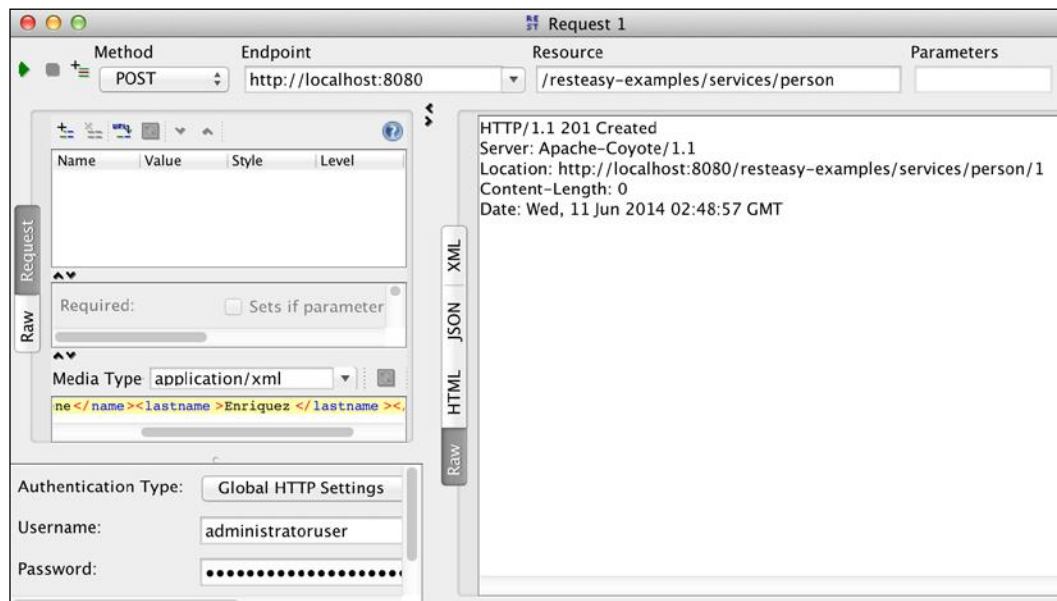 REST Request 1
Method Endpoint Resource Parameters
POST http://localhost:8080 /resteasy-examples/services/person
Name Value Style Level
Required: Sets if parameter
Media Type application/xml
ne</name><lastname>Enriquez</lastname><
Request
Raw
Authentication Type: Global HTTP Settings
Username: administratoruser
Password: ••••••••••••••••••••
XML
JSON
HTML
Raw
HTTP/1.1 201 Created
Server: Apache-Coyote/1.1
Location: http://localhost:8080/resteasy-examples/services/person/1
Content-Length: 0
Date: Wed, 11 Jun 2014 02:48:57 GMT